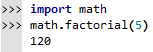 >>> import math
>>> math.factorial(5)
120